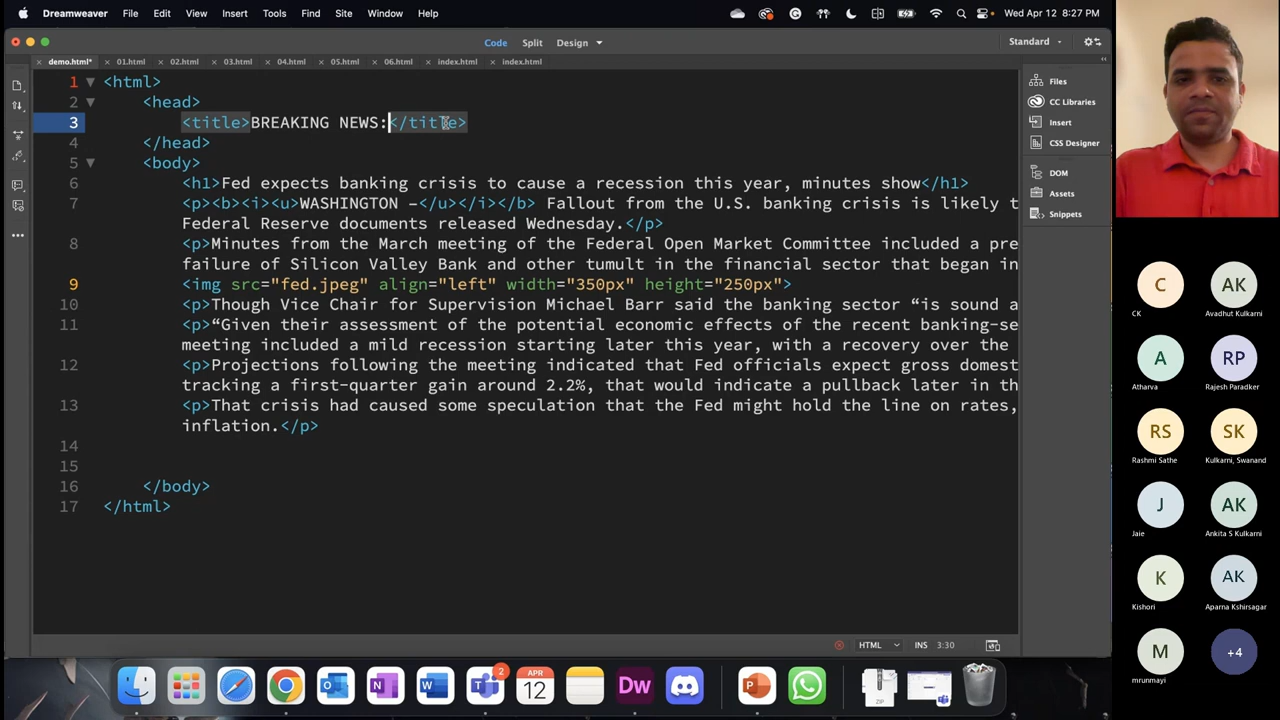 Dreamweaver File Edit View Insert Tools Find Site Window Help Wed Apr 12 8:27 PM
Code Split Design Standard
demo.html* 01.html 02.html 03.html 04.html 05.html 06.html index.html index.html
1 <html>
2 <head>
3 <title>BREAKING NEWS:</title>
4 </head>
5 <body>
6 <h1>Fed expects banking crisis to cause a recession this year, minutes show</h1>
7 <p><b><i><u>WASHINGTON –</u></i></b> Fallout from the U.S. banking crisis is likely t
Federal Reserve documents released Wednesday.</p>
8 <p>Minutes from the March meeting of the Federal Open Market Committee included a pre
failure of Silicon Valley Bank and other tumult in the financial sector that began in
9 <img src="fed.jpeg" align="left" width="350px" height="250px">
10 <p>Though Vice Chair for Supervision Michael Barr said the banking sector “is sound a
11 <p>“Given their assessment of the potential economic effects of the recent banking-se
meeting included a mild recession starting later this year, with a recovery over the
12 <p>Projections following the meeting indicated that Fed officials expect gross domest
tracking a first-quarter gain around 2.2%, that would indicate a pullback later in th
13 <p>That crisis had caused some speculation that the Fed might hold the line on rates,
inflation.</p>
14
15
16 </body>
17 </html>
HTML INS 3:30
Files
CC Libraries
Insert
CSS Designer
DOM
Assets
Snippets
C AK
CK Avadhut Kulkarni
A RP
Atharva Rajesh Paradker
RS SK
Rashmi Sathe Kulkarni, Swanand
J AK
Jaie Ankita S Kulkarni
K AK
Kishori Aparna Kshirsagar
M +4
mrunmayi
2
APR
12
Dw
ZIP